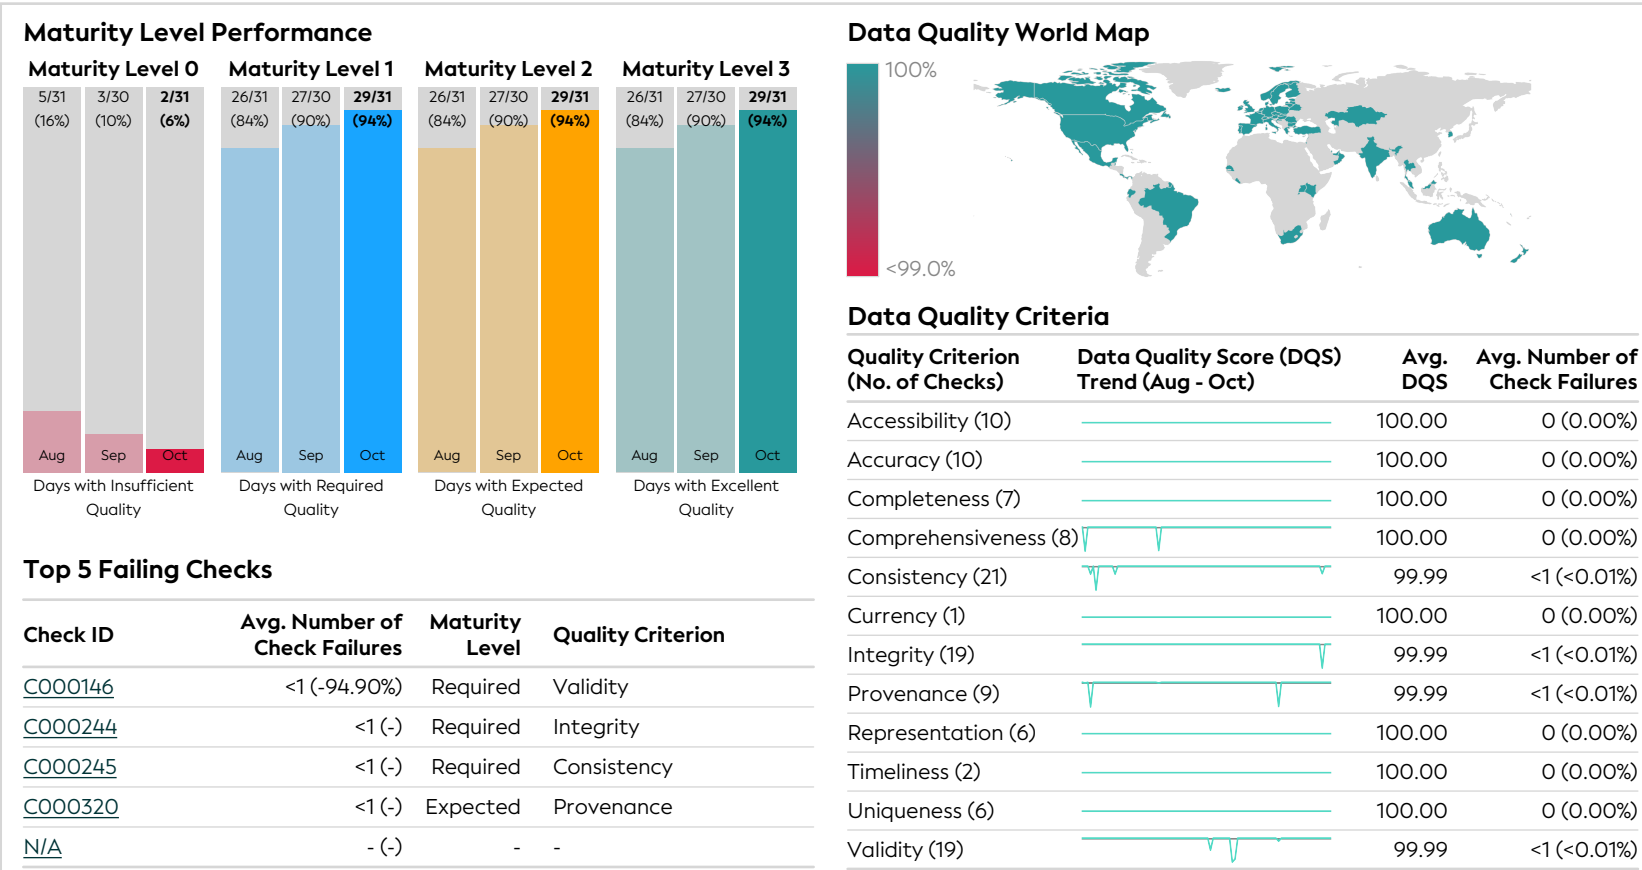 Maturity Level Performance
Maturity Level 0
Maturity Level 1
Maturity Level 2
Maturity Level 3
5/31 3/30 2/31
(16%) (10%) (6%)
26/31 27/30 29/31
(84%) (90%) (94%)
26/31 27/30 29/31
(84%) (90%) (94%)
26/31 27/30 29/31
(84%) (90%) (94%)
Aug Sep Oct
Aug Sep Oct
Aug Sep Oct
Aug Sep Oct
Days with Insufficient
Quality
Days with Required
Quality
Days with Expected
Quality
Days with Excellent
Quality
Top 5 Failing Checks
Check ID Avg. Number of Check Failures Maturity Level Quality Criterion
C000146 <1 (-94.90%) Required Validity
C000244 <1 (-) Required Integrity
C000245 <1 (-) Required Consistency
C000320 <1 (-) Expected Provenance
N/A - (-) - -
Data Quality World Map
100%
<99.0%
Data Quality Criteria
Quality Criterion Data Quality Score (DQS) Avg. Avg. Number of
(No. of Checks) Trend (Aug - Oct) DQS Check Failures
Accessibility (10) 100.00 0 (0.00%)
Accuracy (10) 100.00 0 (0.00%)
Completeness (7) 100.00 0 (0.00%)
Comprehensiveness (8) 100.00 0 (0.00%)
Consistency (21) 99.99 <1 (<0.01%)
Currency (1) 100.00 0 (0.00%)
Integrity (19) 99.99 <1 (<0.01%)
Provenance (9) 99.99 <1 (<0.01%)
Representation (6) 100.00 0 (0.00%)
Timeliness (2) 100.00 0 (0.00%)
Uniqueness (6) 100.00 0 (0.00%)
Validity (19) 99.99 <1 (<0.01%)